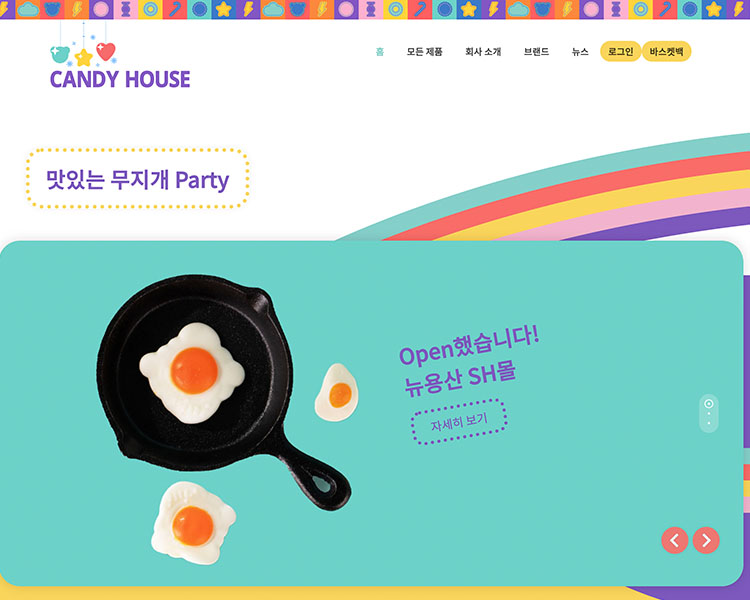 CANDY HOUSE
홈
모든 제품
회사 소개
브랜드
뉴스
로그인
바스켓백
맛있는 무지개 Party
Open했습니다!
뉴용산 SH몰
자세히 보기